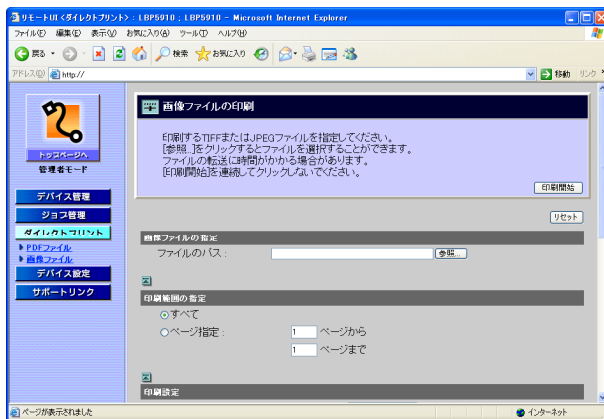 リモートUI <ダイレクトプリント> : LBP5910 ; LBP5910 - Microsoft Internet Explorer
ファイル(F) 編集(E) 表示(V) お気に入り(A) ツール(T) ヘルプ(H)
戻る 検索 お気に入り
アドレス(D) http:// 移動 リンク
トップページへ
管理者モード
デバイス管理
ジョブ管理
ダイレクトプリント
PDFファイル
画像ファイル
デバイス設定
サポートリンク
画像ファイルの印刷
印刷するTIFFまたはJPEGファイルを指定してください。
[参照...]をクリックするとファイルを選択することができます。
ファイルの転送に時間がかかる場合があります。
[印刷開始]を連続してクリックしないでください。
印刷開始
リセット
画像ファイルの指定
ファイルのパス : 参照...
印刷範囲の指定
すべて
ページ指定 : 1 ページから
1 ページまで
印刷設定
ページが表示されました インターネット